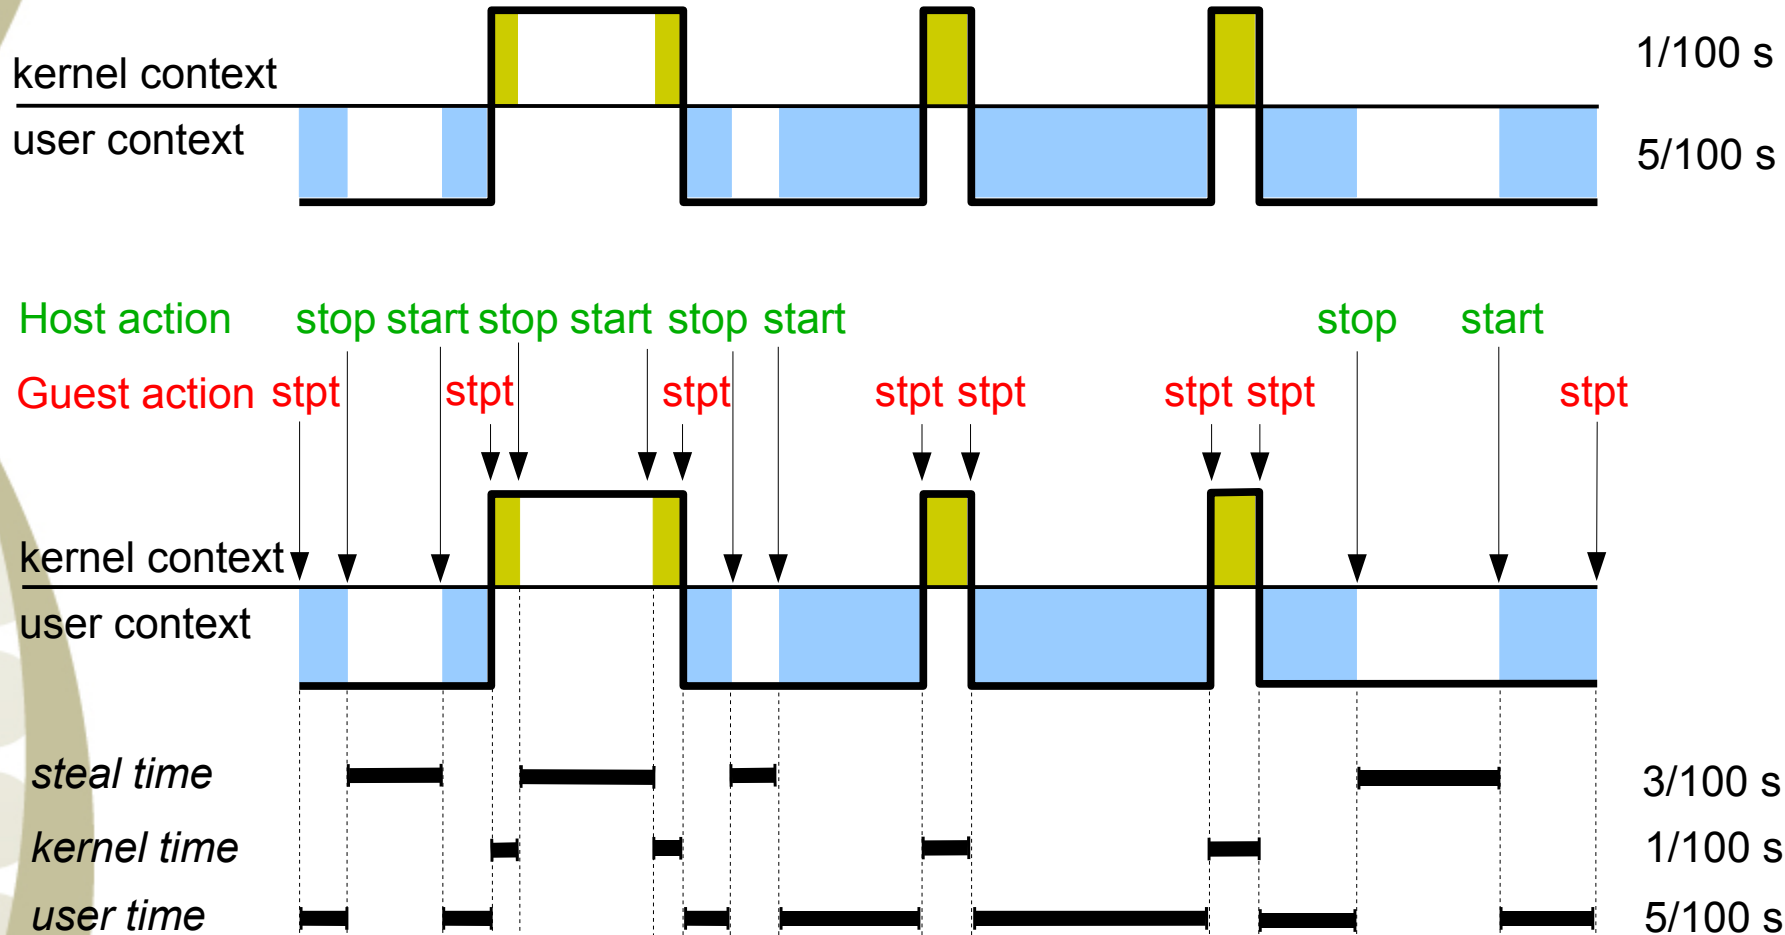 kernel context 1/100 s
user context 5/100 s
Host action stop start stop start stop start stop start
Guest action stpt stpt stpt stpt stpt stpt stpt stpt
kernel context
user context
steal time 3/100 s
kernel time 1/100 s
user time 5/100 s